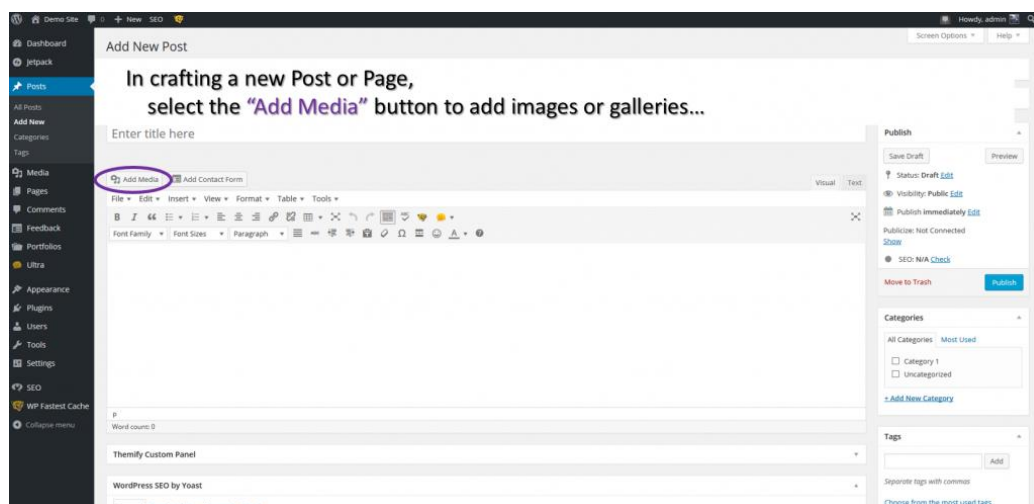 Demo Site 0 + New SEO
Howdy, admin
Screen Options Help
Dashboard
Jetpack
Posts
All Posts
Add New
Categories
Tags
Media
Pages
Comments
Feedback
Portfolios
Ultra
Appearance
Plugins
Users
Tools
Settings
SEO
WP Fastest Cache
Collapse menu
Add New Post
In crafting a new Post or Page,
select the “Add Media” button to add images or galleries…
Enter title here
Add Media Add Contact Form
Visual Text
File Edit Insert View Format Table Tools
Font Family Font Sizes Paragraph
P
Word count: 0
Themify Custom Panel
WordPress SEO by Yoast
Publish
Save Draft Preview
Status: Draft Edit
Visibility: Public Edit
Publish immediately Edit
Publicize: Not Connected
Show
SEO: N/A Check
Move to Trash Publish
Categories
All Categories Most Used
Category 1
Uncategorized
+ Add New Category
Tags
Add
Separate tags with commas
Choose from the most used tags